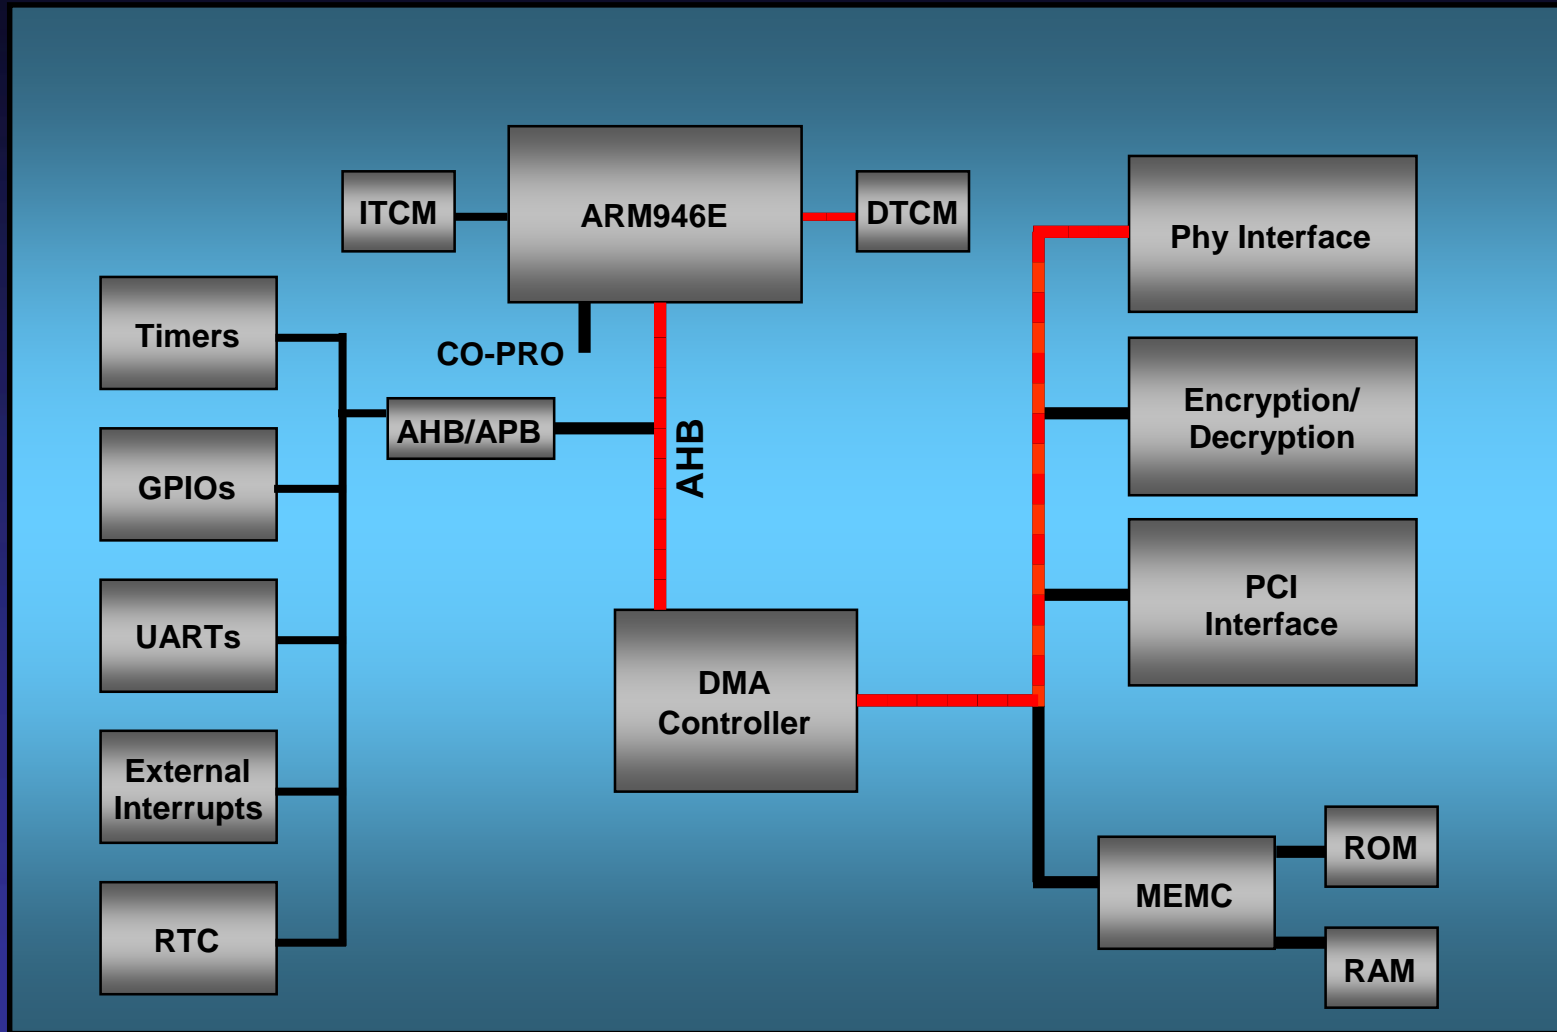 ITCM
ARM946E
DTCM
Phy Interface
Timers
CO-PRO
AHB/APB
AHB
Encryption/
Decryption
GPIOs
PCI
Interface
UARTs
DMA
Controller
External
Interrupts
ROM
MEMC
RTC
RAM